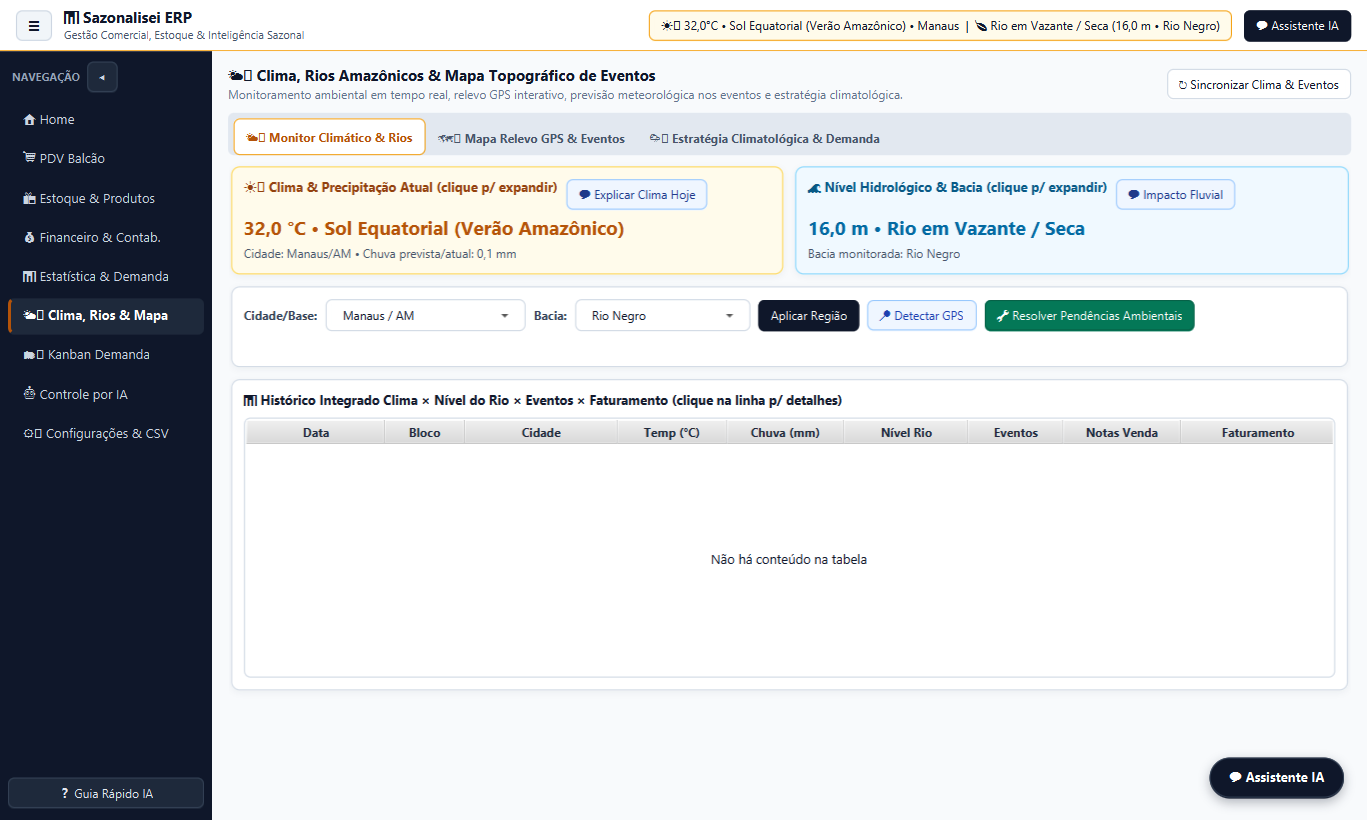 Sazonalisei ERP
Gestão Comercial, Estoque & Inteligência Sazonal
32,0°C • Sol Equatorial (Verão Amazônico) • Manaus | Rio em Vazante / Seca (16,0 m • Rio Negro)
Assistente IA
NAVEGAÇÃO
Home
PDV Balcão
Estoque & Produtos
Financeiro & Contab.
Estatística & Demanda
Clima, Rios & Mapa
Kanban Demanda
Controle por IA
Configurações & CSV
? Guia Rápido IA
Clima, Rios Amazônicos & Mapa Topográfico de Eventos
Monitoramento ambiental em tempo real, relevo GPS interativo, previsão meteorológica nos eventos e estratégia climatológica.
↻ Sincronizar Clima & Eventos
Monitor Climático & Rios
Mapa Relevo GPS & Eventos
Estratégia Climatológica & Demanda
Clima & Precipitação Atual (clique p/ expandir)
Explicar Clima Hoje
32,0 °C • Sol Equatorial (Verão Amazônico)
Cidade: Manaus/AM • Chuva prevista/atual: 0,1 mm
Nível Hidrológico & Bacia (clique p/ expandir)
Impacto Fluvial
16,0 m • Rio em Vazante / Seca
Bacia monitorada: Rio Negro
Cidade/Base:
Manaus / AM
Bacia:
Rio Negro
Aplicar Região
Detectar GPS
Resolver Pendências Ambientais
Histórico Integrado Clima × Nível do Rio × Eventos × Faturamento (clique na linha p/ detalhes)
Data Bloco Cidade Temp (°C) Chuva (mm) Nível Rio Eventos Notas Venda Faturamento
Não há conteúdo na tabela
Assistente IA